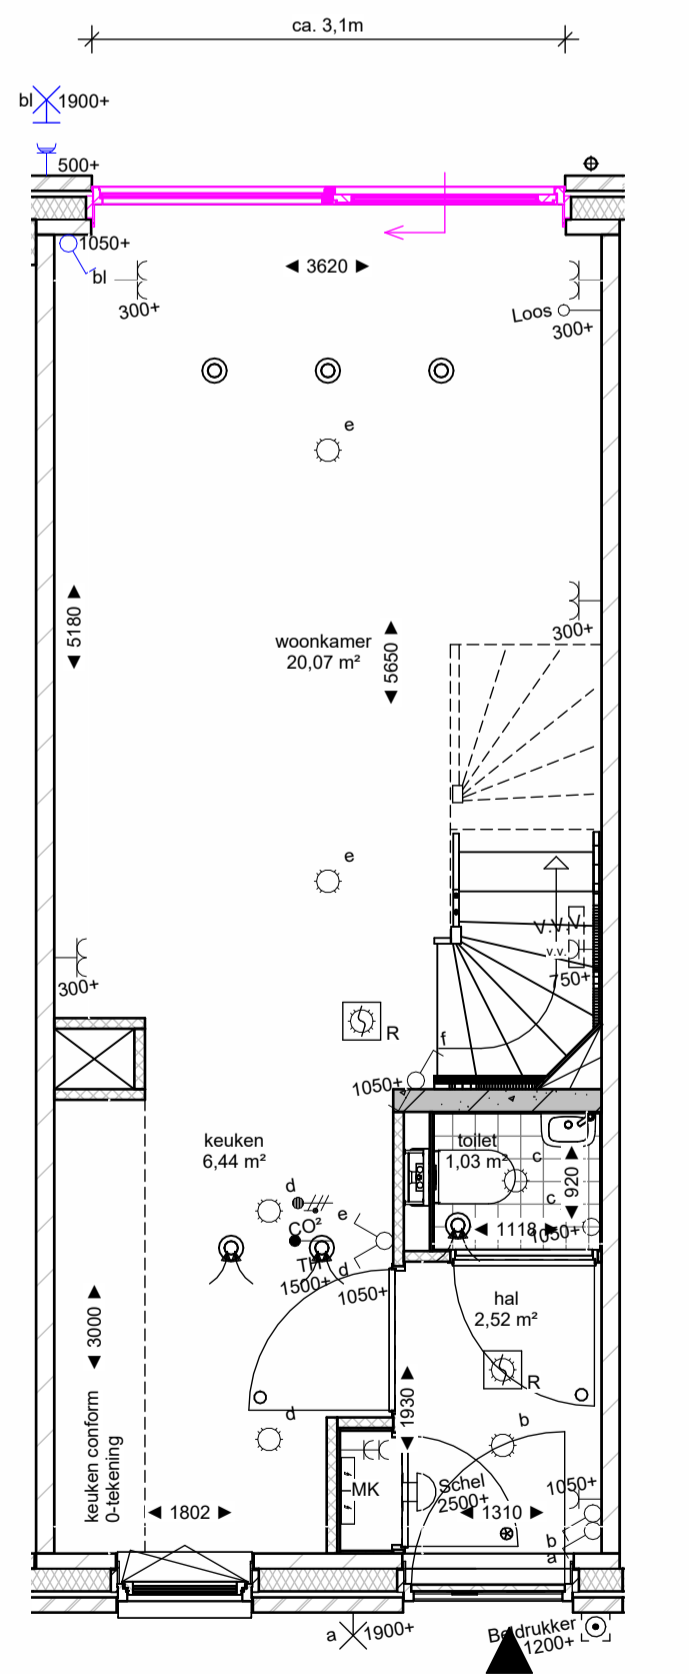 ca. 3,1m
bl 1900+
500+
1050+
bl
3620
300+
Loos
300+
e
5180
woonkamer
20,07 m²
5650
300+
e
V.V.V
v.v.
750+
300+
R
f
1050+
keuken
6,44 m²
toilet
1,03 m²
c
c
920
d
e
CO²
1118
1050+
TH
1500+
d
1050+
hal
2,52 m²
3000
R
1930
d
b
keuken conform
0-tekening
MK
Schel
2500+
1050+
1802
1310
b
a
a 1900+
Beldrukker
1200+